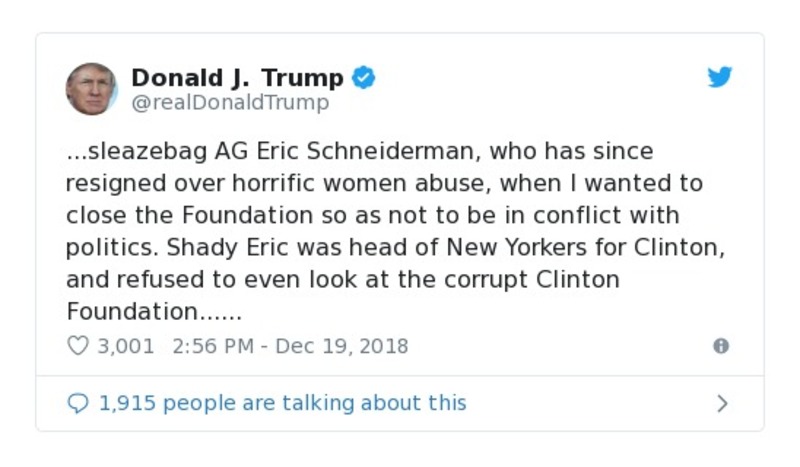 Donald J. Trump
@realDonaldTrump
...sleazebag AG Eric Schneiderman, who has since
resigned over horrific women abuse, when I wanted to
close the Foundation so as not to be in conflict with
politics. Shady Eric was head of New Yorkers for Clinton,
and refused to even look at the corrupt Clinton
Foundation......
3,001 2:56 PM - Dec 19, 2018
1,915 people are talking about this